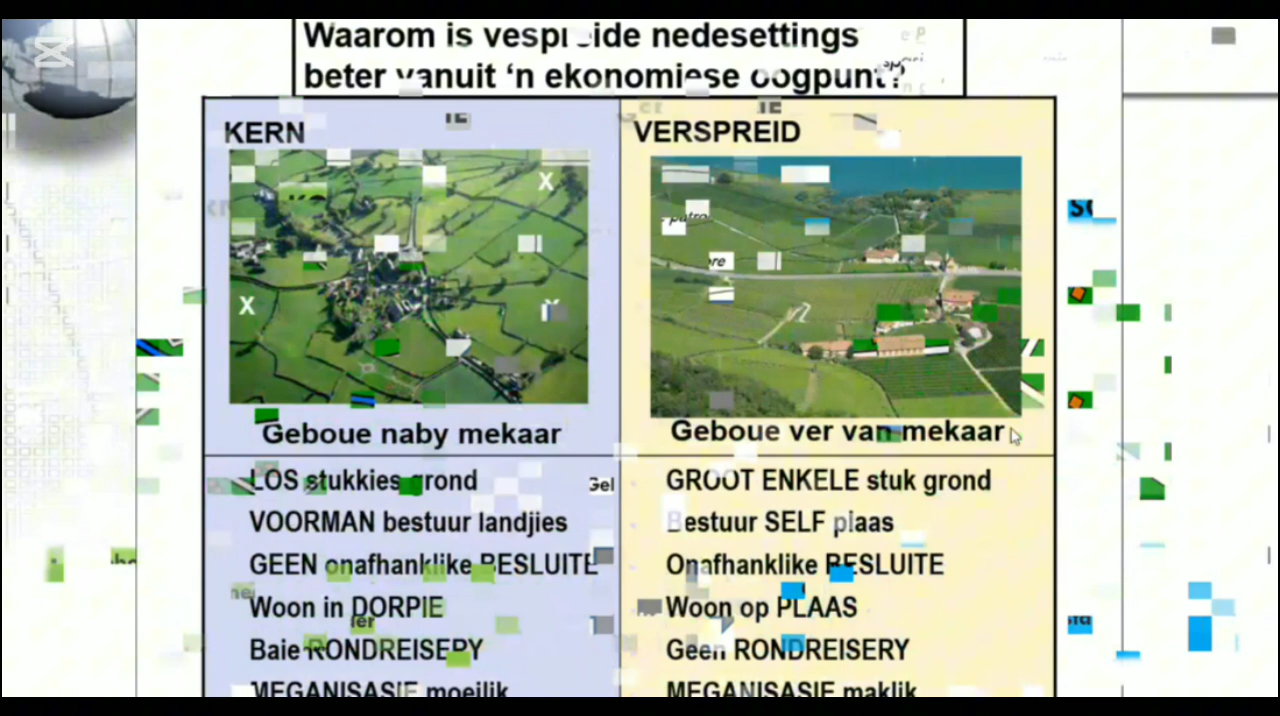 Waarom is vespreide nedesettings
beter vanuit ‘n ekonomiese oogpunt?
KERN
VERSPREID
X
X
Geboue naby mekaar
Geboue ver van mekaar
LOS stukkies grond
GROOT ENKELE stuk grond
VOORMAN bestuur landjies
Bestuur SELF plaas
GEEN onafhanklike BESLUITE
Onafhanklike BESLUITE
Woon in DORPIE
Woon op PLAAS
Baie RONDREISERY
Geen RONDREISERY
MEGANISASIE moeilik
MEGANISASIE maklik